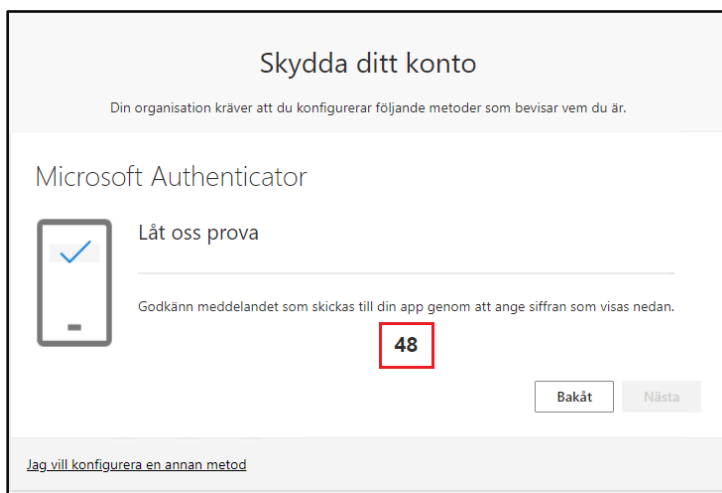 Skydda ditt konto
Din organisation kräver att du konfigurerar följande metoder som bevisar vem du är.
Microsoft Authenticator
Låt oss prova
Godkänn meddelandet som skickas till din app genom att ange siffran som visas nedan.
48
Bakåt Nästa
Jag vill konfigurera en annan metod